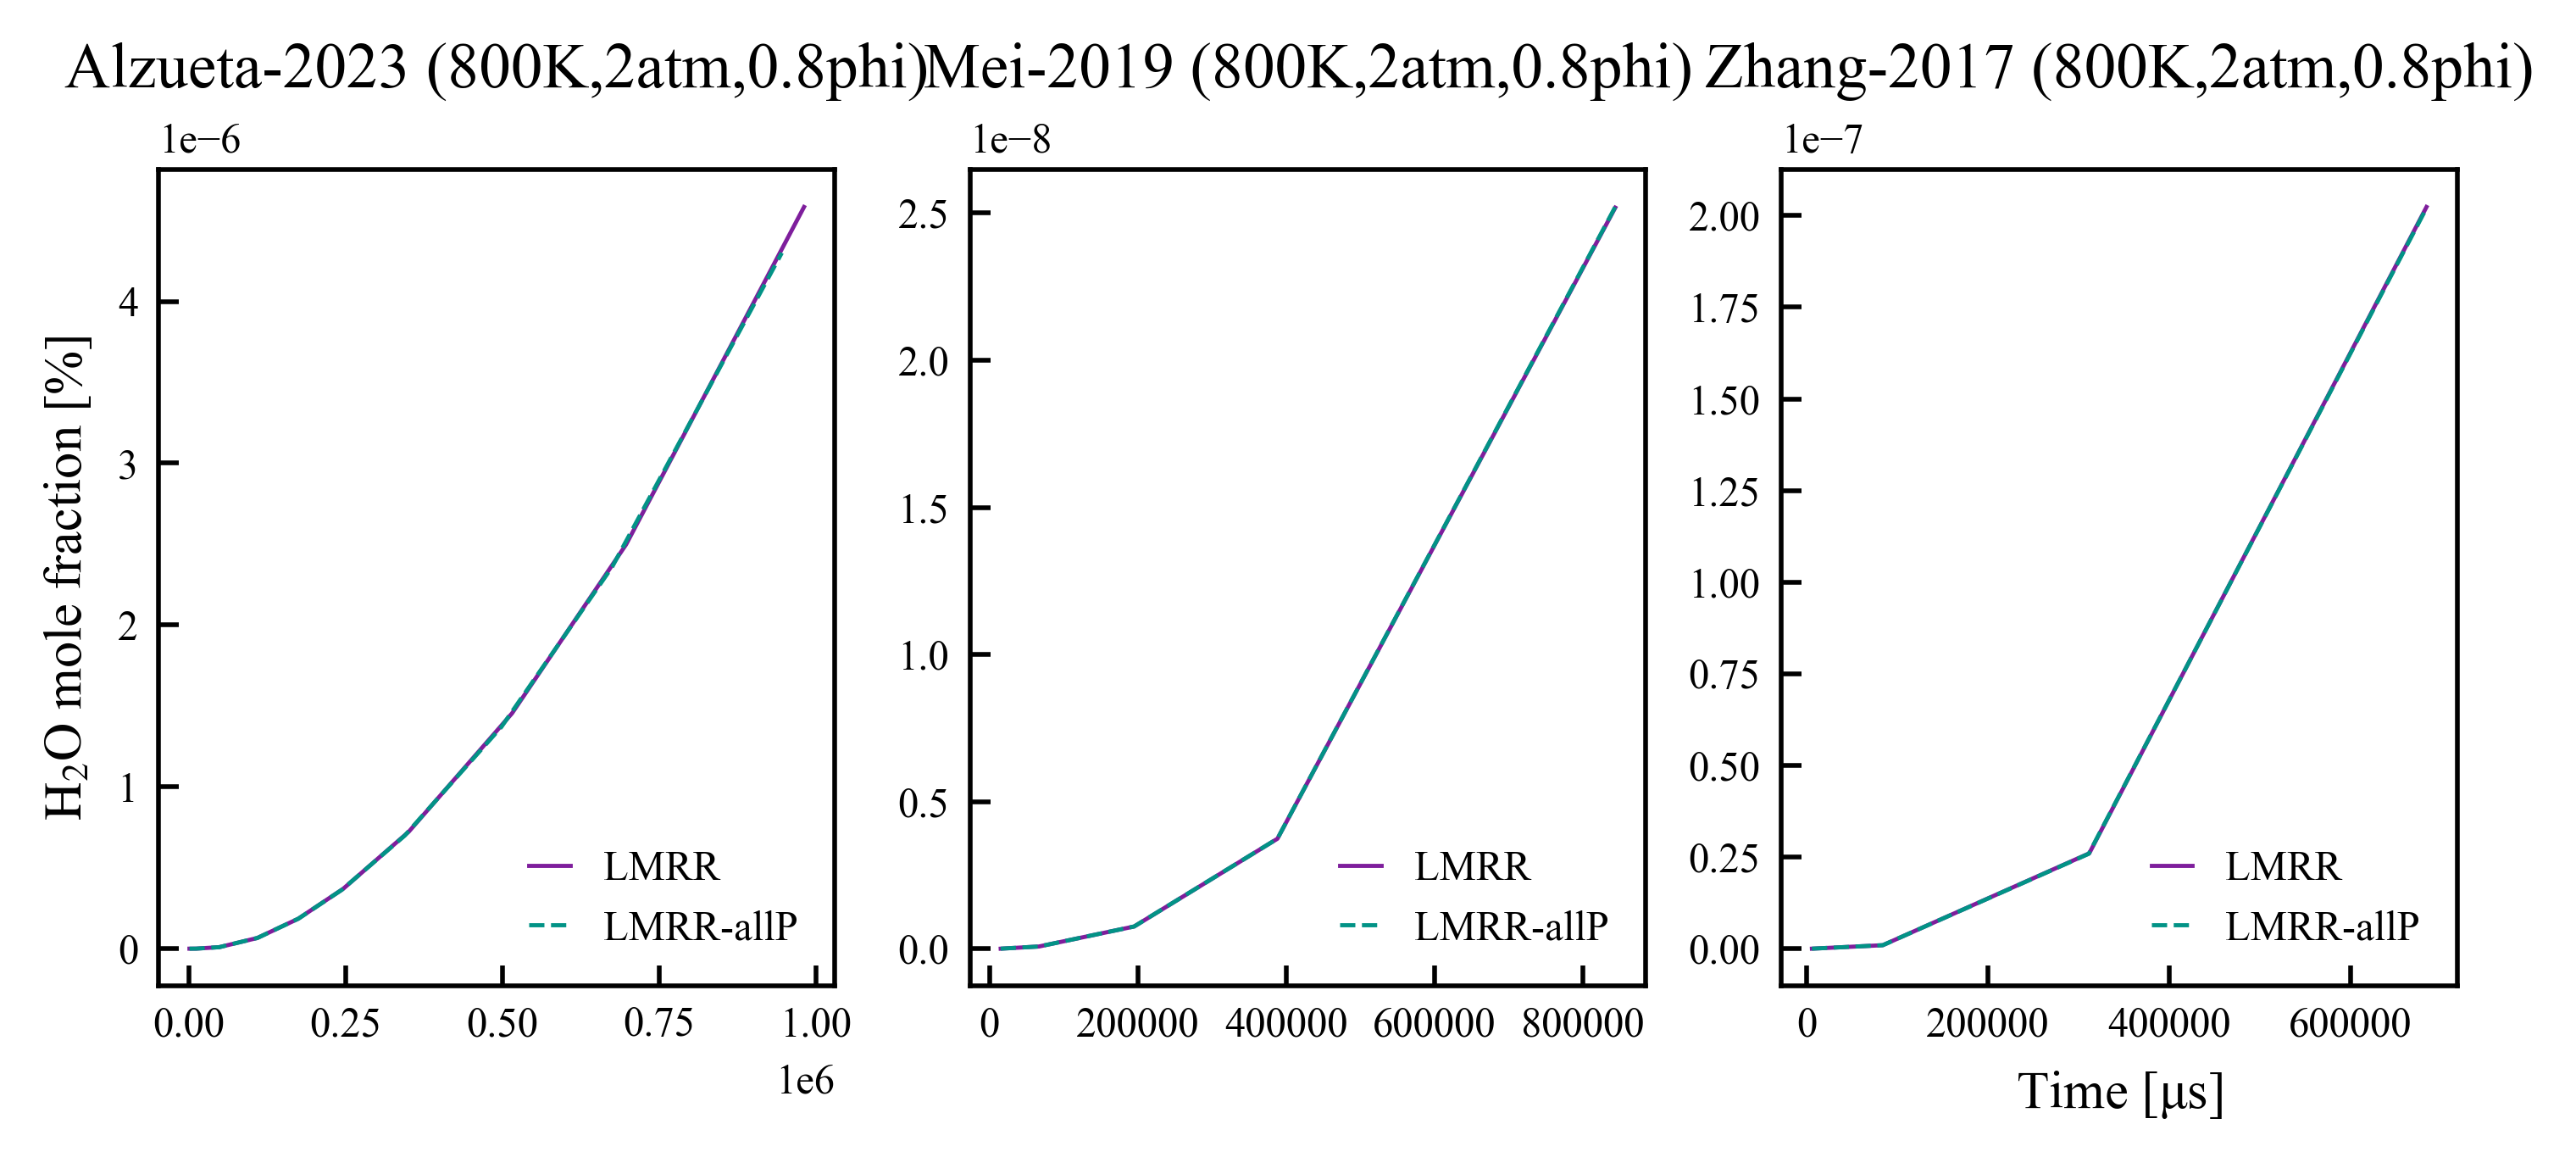 Alzueta-2023 (800K,2atm,0.8phi)
Mei-2019 (800K,2atm,0.8phi)
Zhang-2017 (800K,2atm,0.8phi)
H₂O mole fraction [%]
1e−6
4
3
2
1
0
0.00 0.25 0.50 0.75 1.00
1e6
LMRR
LMRR-allP
1e−8
2.5
2.0
1.5
1.0
0.5
0.0
0 200000 400000 600000 800000
LMRR
LMRR-allP
1e−7
2.00
1.75
1.50
1.25
1.00
0.75
0.50
0.25
0.00
0 200000 400000 600000
LMRR
LMRR-allP
Time [μs]